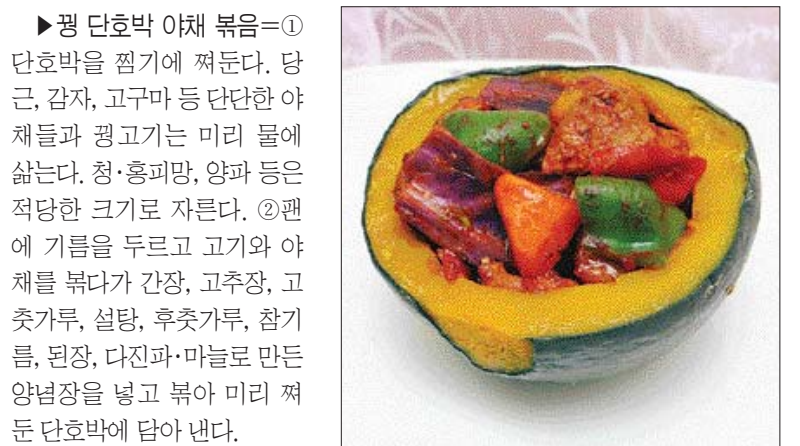 ▶꿩 단호박 야채 볶음=①
단호박을 찜기에 쪄둔다. 당
근, 감자, 고구마 등 단단한 야
채들과 꿩고기는 미리 물에
삶는다. 청·홍피망, 양파 등은
적당한 크기로 자른다. ②팬
에 기름을 두르고 고기와 야
채를 볶다가 간장, 고추장, 고
춧가루, 설탕, 후춧가루, 참기
름, 된장, 다진파·마늘로 만든
양념장을 넣고 볶아 미리 쪄
둔 단호박에 담아 낸다.